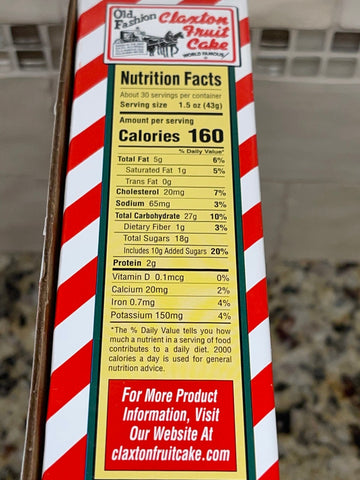 Old Fashion Claxton
Fruit
Cake
WORLD FAMOUS
Nutrition Facts
About 30 servings per container
Serving size 1.5 oz (43g)
Amount per serving
Calories 160
% Daily Value*
Total Fat 5g 6%
Saturated Fat 1g 5%
Trans Fat 0g
Cholesterol 20mg 7%
Sodium 65mg 3%
Total Carbohydrate 27g 10%
Dietary Fiber 1g 3%
Total Sugars 18g
Includes 10g Added Sugars 20%
Protein 2g
Vitamin D 0.1mcg 0%
Calcium 20mg 2%
Iron 0.7mg 4%
Potassium 150mg 4%
*The % Daily Value tells you how
much a nutrient in a serving of food
contributes to a daily diet. 2000
calories a day is used for general
nutrition advice.
For More Product
Information, Visit
Our Website At
claxtonfruitcake.com